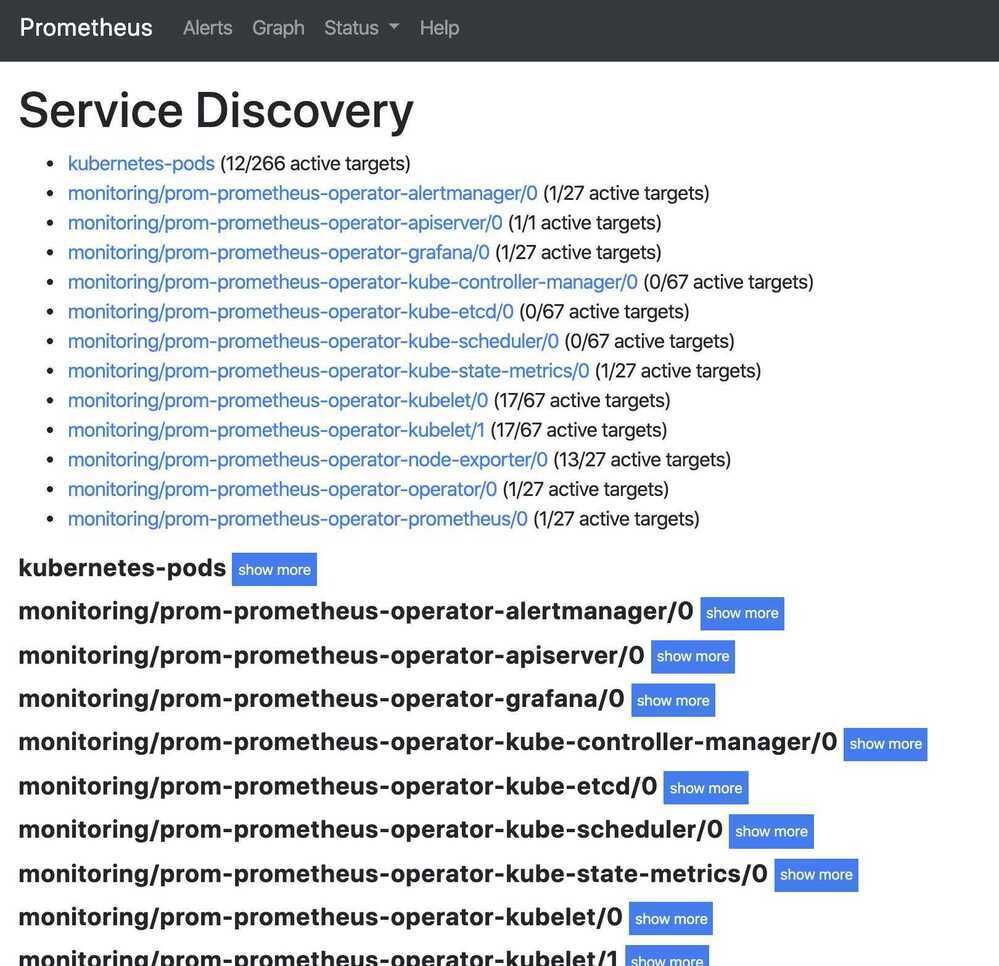 Prometheus Alerts Graph Status Help
Service Discovery
kubernetes-pods (12/266 active targets)
monitoring/prom-prometheus-operator-alertmanager/0 (1/27 active targets)
monitoring/prom-prometheus-operator-apiserver/0 (1/1 active targets)
monitoring/prom-prometheus-operator-grafana/0 (1/27 active targets)
monitoring/prom-prometheus-operator-kube-controller-manager/0 (0/67 active targets)
monitoring/prom-prometheus-operator-kube-etcd/0 (0/67 active targets)
monitoring/prom-prometheus-operator-kube-scheduler/0 (0/67 active targets)
monitoring/prom-prometheus-operator-kube-state-metrics/0 (1/27 active targets)
monitoring/prom-prometheus-operator-kubelet/0 (17/67 active targets)
monitoring/prom-prometheus-operator-kubelet/1 (17/67 active targets)
monitoring/prom-prometheus-operator-node-exporter/0 (13/27 active targets)
monitoring/prom-prometheus-operator-operator/0 (1/27 active targets)
monitoring/prom-prometheus-operator-prometheus/0 (1/27 active targets)
kubernetes-pods show more
monitoring/prom-prometheus-operator-alertmanager/0 show more
monitoring/prom-prometheus-operator-apiserver/0 show more
monitoring/prom-prometheus-operator-grafana/0 show more
monitoring/prom-prometheus-operator-kube-controller-manager/0 show more
monitoring/prom-prometheus-operator-kube-etcd/0 show more
monitoring/prom-prometheus-operator-kube-scheduler/0 show more
monitoring/prom-prometheus-operator-kube-state-metrics/0 show more
monitoring/prom-prometheus-operator-kubelet/0 show more
monitoring/prom-prometheus-operator-kubelet/1 show more